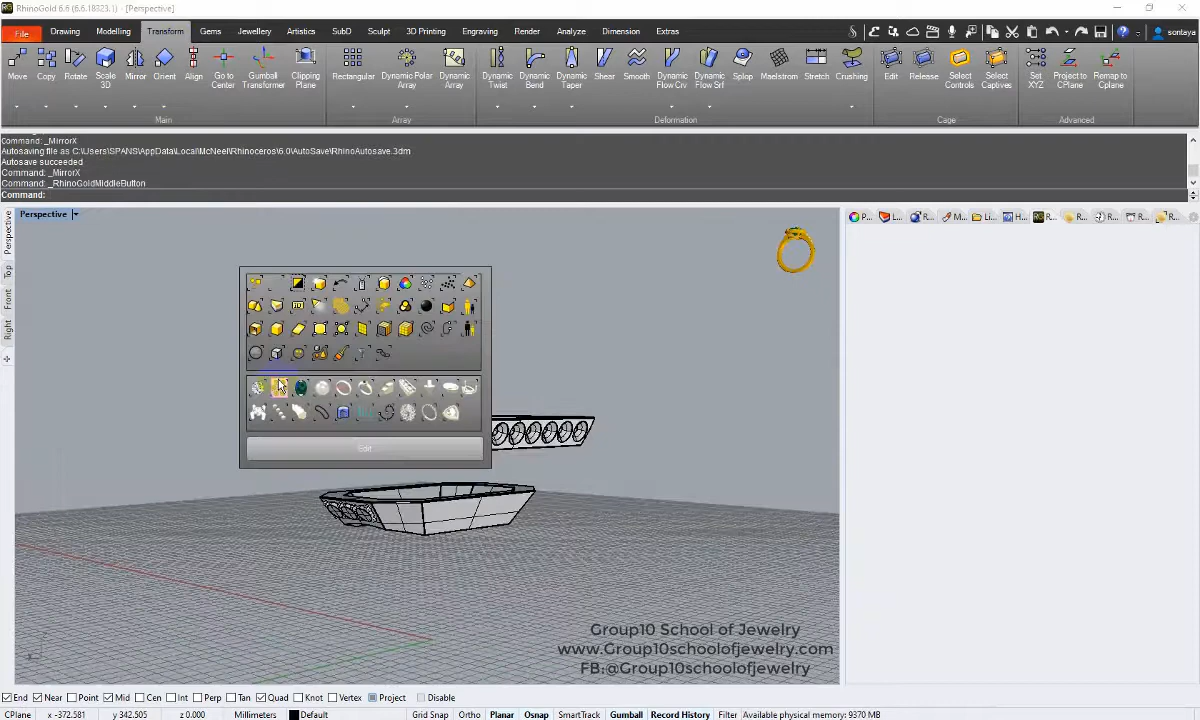 RhinoGold 6.6 (6.6.18323.1) - [Perspective]
File Drawing Modelling Transform Gems Jewellery Artistics SubD Sculpt 3D Printing Engraving Render Analyze Dimension Extras sontaya
Move Copy Rotate Scale 3D Mirror Orient Align Go to Center Gumball Transformer Clipping Plane Rectangular Dynamic Polar Array Dynamic Array Dynamic Twist Dynamic Bend Dynamic Taper Shear Smooth Dynamic Flow Crv Dynamic Flow Srf Splop Maelstrom Stretch Crushing Edit Release Select Controls Select Captives Set XYZ Project to CPlane Remap to Cplane
Main Array Deformation Cage Advanced
Command: _MirrorX
Autosaving file as C:\Users\SPANS\AppData\Local\McNeel\Rhinoceros\6.0\AutoSave\RhinoAutosave.3dm
Autosave succeeded
Command: _MirrorX
Command: _RhinoGoldMiddleButton
Command:
Perspective
P... L... R... M... Li... H... R... R... R... R... R...
Perspective
Top
Front
Right
Edit
Group10 School of Jewelry
www.Group10schoolofjewelry.com
FB:@Group10schoolofjewelry
End Near Point Mid Cen Int Perp Tan Quad Knot Vertex Project Disable
CPlane x -372.581 y 342.505 z 0.000 Millimeters Default Grid Snap Ortho Planar Osnap SmartTrack Gumball Record History Filter Available physical memory: 9370 MB